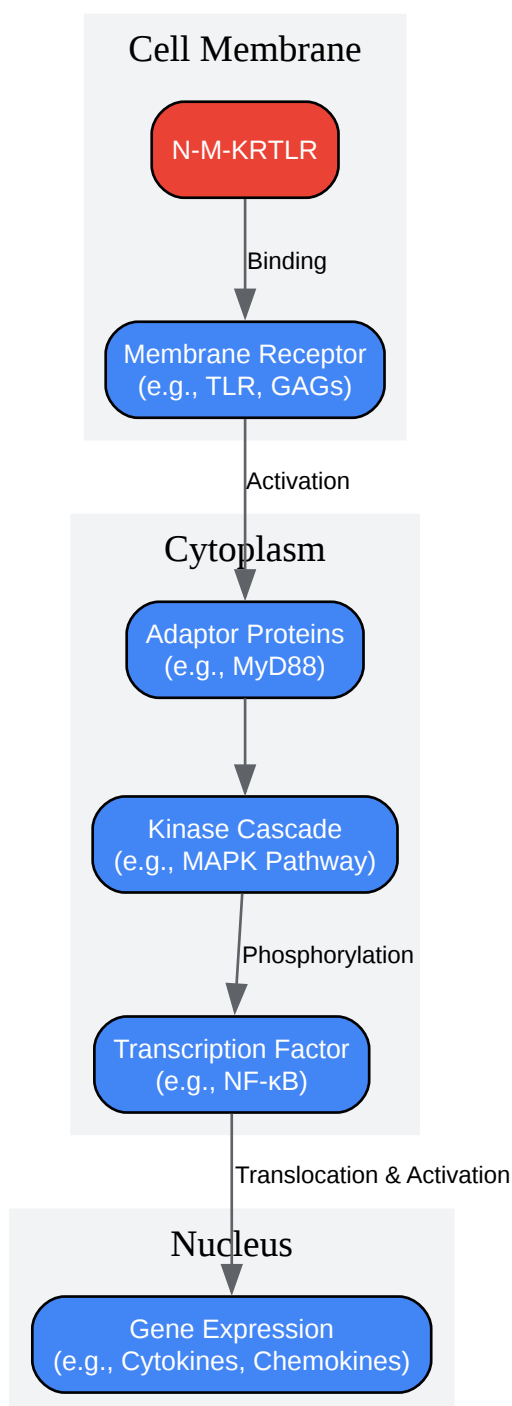 Cell Membrane
N-M-KRTLR
Binding
Membrane Receptor
(e.g., TLR, GAGs)
Activation
Cytoplasm
Adaptor Proteins
(e.g., MyD88)
Kinase Cascade
(e.g., MAPK Pathway)
Phosphorylation
Transcription Factor
(e.g., NF-κB)
Translocation & Activation
Nucleus
Gene Expression
(e.g., Cytokines, Chemokines)